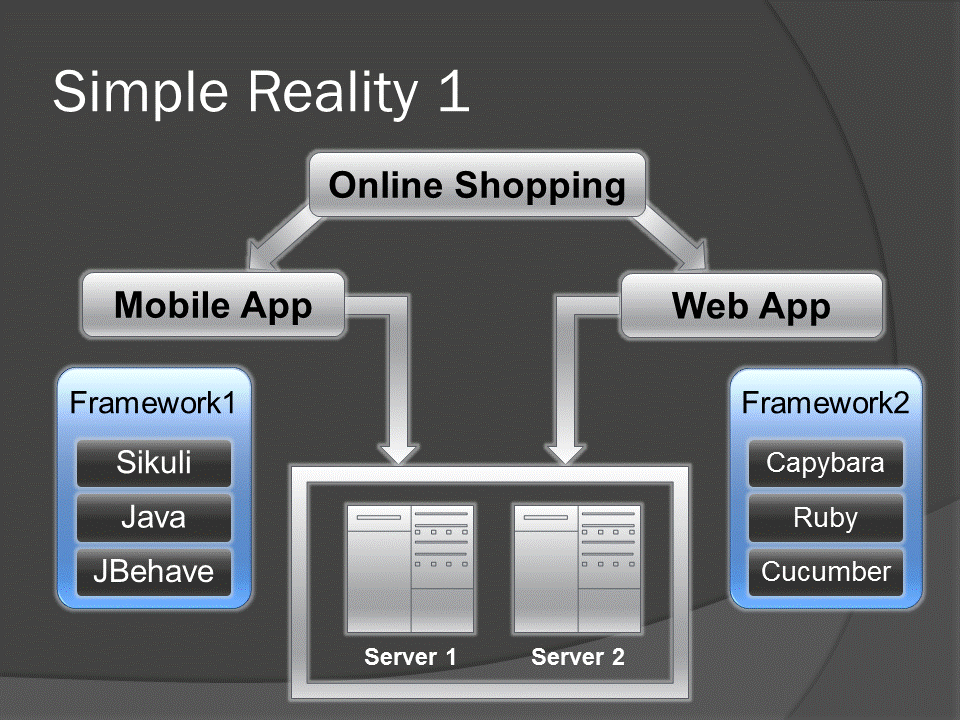 Simple Reality 1
Online Shopping
Mobile App
Web App
Framework1
Sikuli
Java
JBehave
Framework2
Capybara
Ruby
Cucumber
Server 1
Server 2